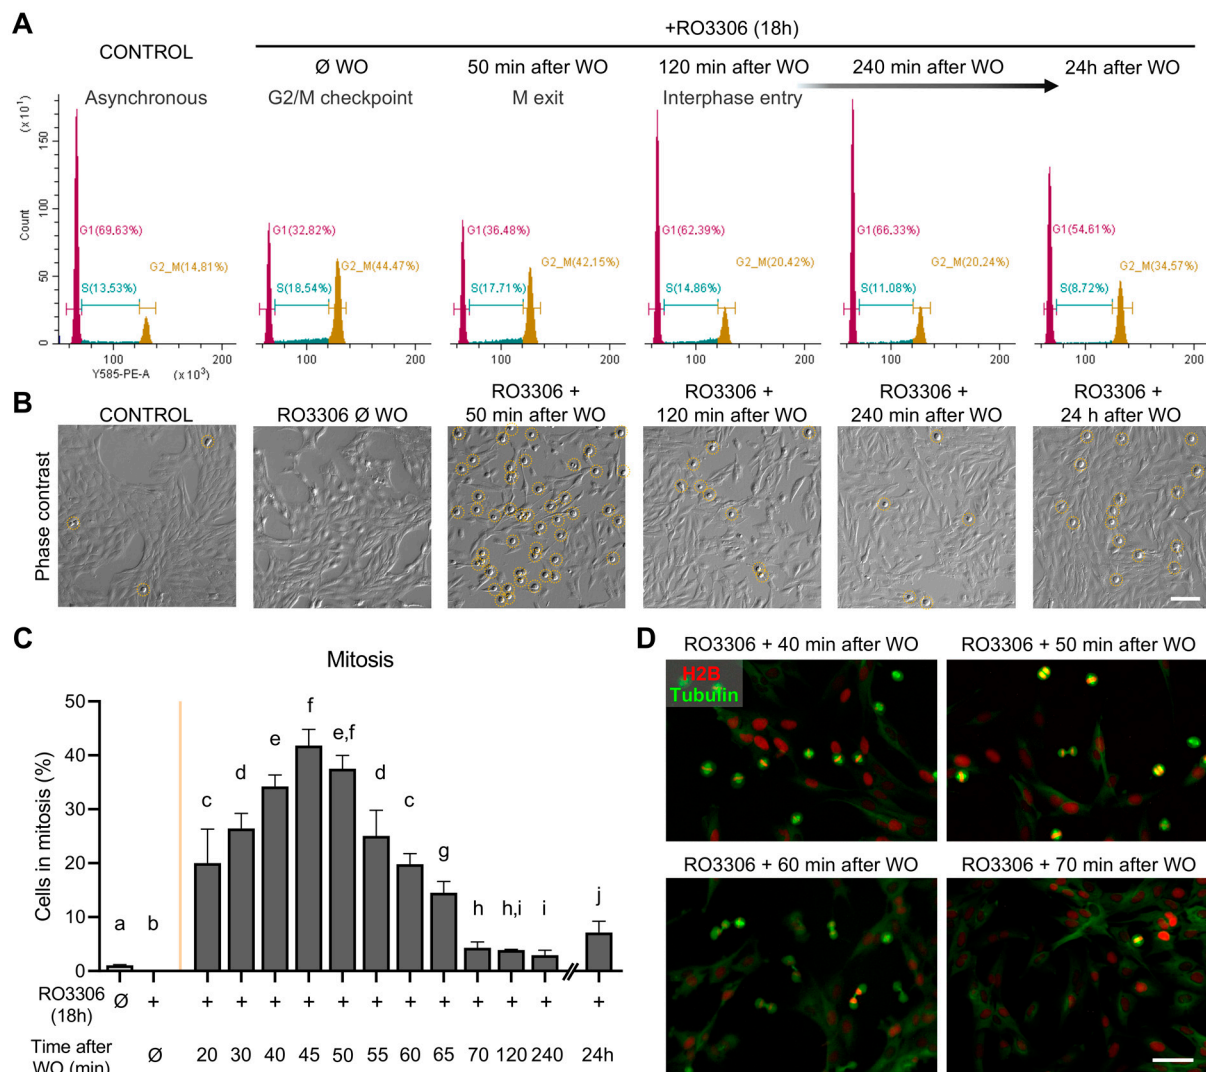 A
+RO3306 (18h)
CONTROL
Ø WO
50 min after WO
120 min after WO
240 min after WO
24h after WO
Asynchronous
G2/M checkpoint
M exit
Interphase entry
(x 10¹)
150
100
50
0
Count
G1(69.63%)
G2_M(14.81%)
S(13.53%)
G1(32.82%)
G2_M(44.47%)
S(18.54%)
G1(36.48%)
G2_M(42.15%)
S(17.71%)
G1(62.39%)
G2_M(20.42%)
S(14.86%)
G1(66.33%)
G2_M(20.24%)
S(11.08%)
G1(54.61%)
G2_M(34.57%)
S(8.72%)
100 200
100 200
100 200
100 200
100 200
100 200
Y585-PE-A (x 10³)
B
CONTROL
RO3306 Ø WO
RO3306 +
50 min after WO
RO3306 +
120 min after WO
RO3306 +
240 min after WO
RO3306 +
24 h after WO
Phase contrast
C
Mitosis
Cells in mitosis (%)
50
40
30
20
10
0
a
b
c
d
e
f
e,f
d
c
g
h
h,i
i
j
RO3306
(18h)
Ø + + + + + + + + + + + + +
Time after
WO (min)
Ø 20 30 40 45 50 55 60 65 70 120 240 24h
D
RO3306 + 40 min after WO
RO3306 + 50 min after WO
H2B
Tubulin
RO3306 + 60 min after WO
RO3306 + 70 min after WO